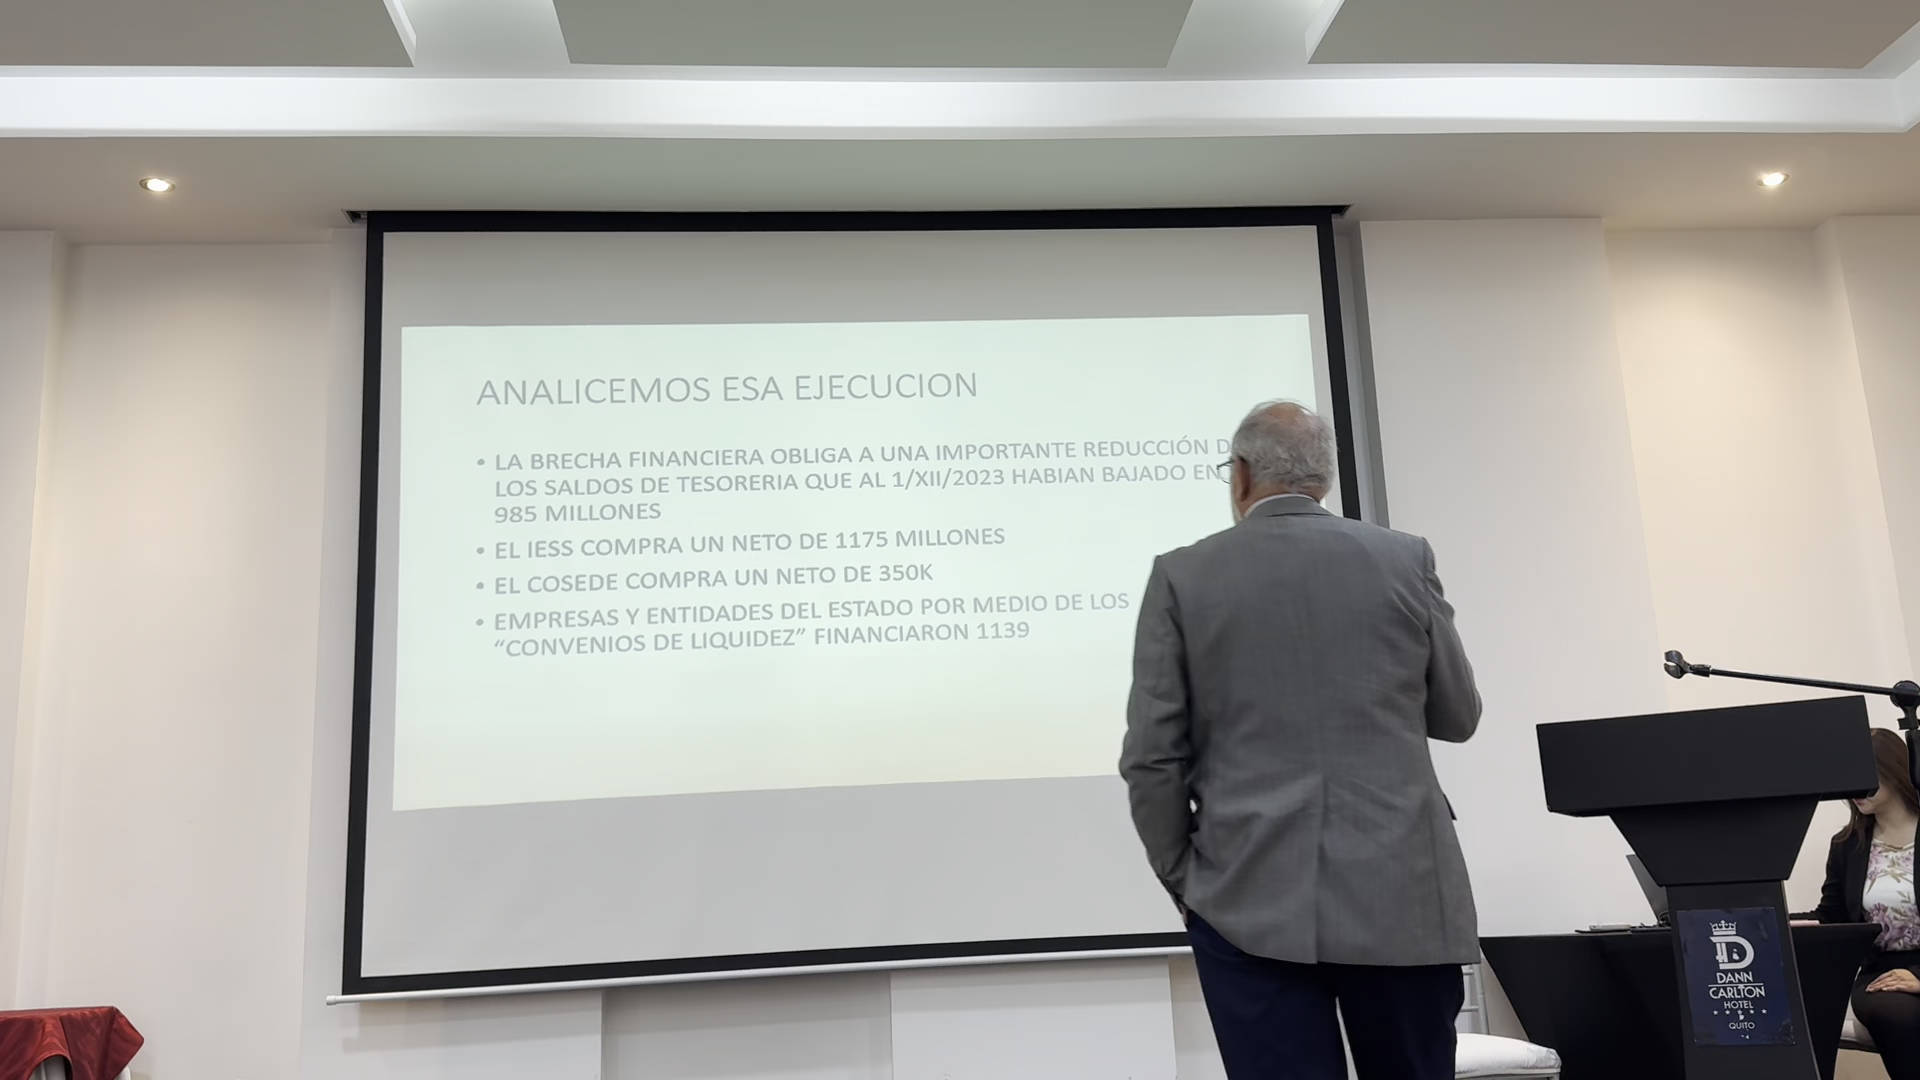 ANALICEMOS ESA EJECUCION
• LA BRECHA FINANCIERA OBLIGA A UNA IMPORTANTE REDUCCIÓN
LOS SALDOS DE TESORERIA QUE AL 1/XII/2023 HABIAN BAJADO EN
985 MILLONES
• EL IESS COMPRA UN NETO DE 1175 MILLONES
• EL COSEDE COMPRA UN NETO DE 350K
• EMPRESAS Y ENTIDADES DEL ESTADO POR MEDIO DE LOS
“CONVENIOS DE LIQUIDEZ” FINANCIARON 1139
D
DANN
CARLTON
HOTEL
QUITO